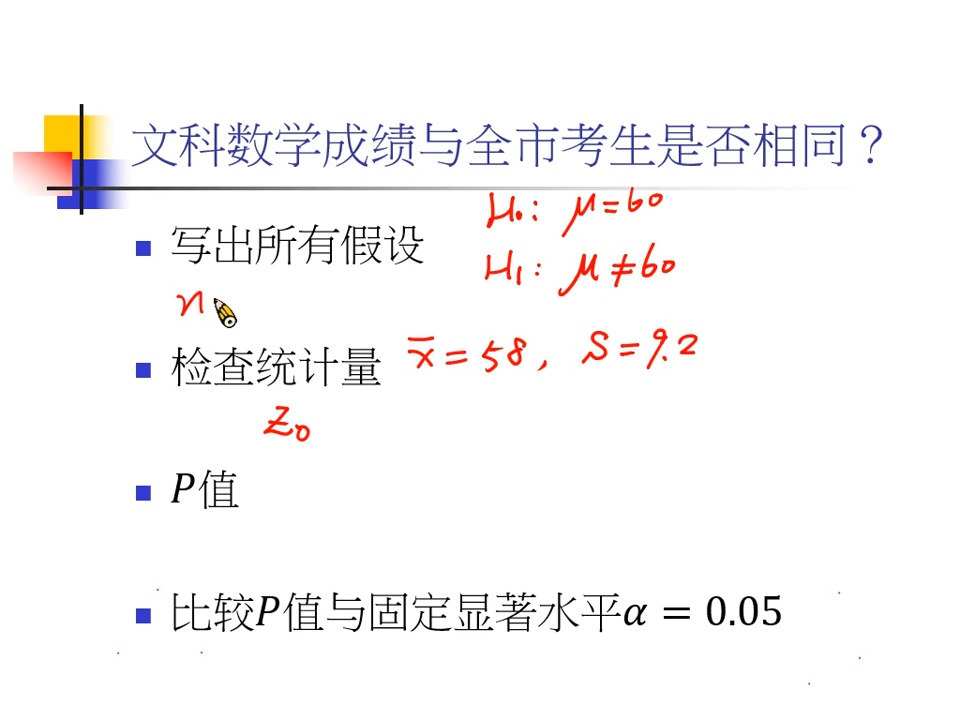 文科数学成绩与全市考生是否相同？
H₀: μ=60
写出所有假设
H₁: μ≠60
n
x̄=58, S=9.2
检查统计量
Z₀
P值
比较P值与固定显著水平α = 0.05